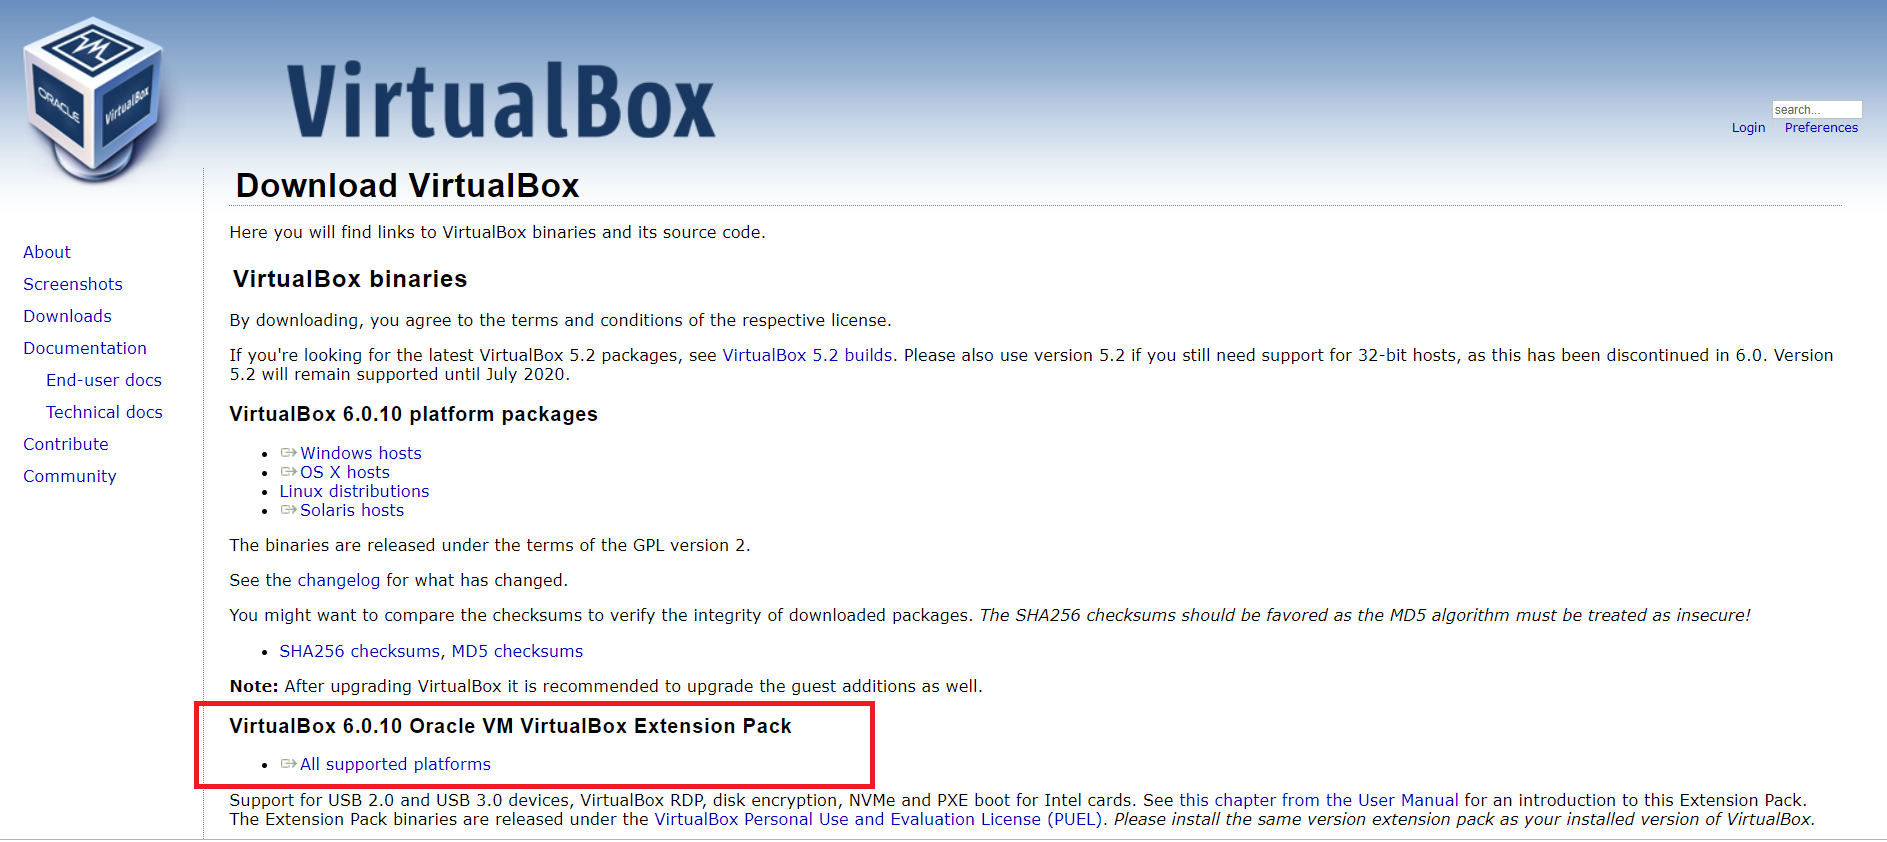 ORACLE
VirtualBox
VirtualBox
search...
Login Preferences
Download VirtualBox
Here you will find links to VirtualBox binaries and its source code.
About
Screenshots
Downloads
Documentation
End-user docs
Technical docs
Contribute
Community
VirtualBox binaries
By downloading, you agree to the terms and conditions of the respective license.
If you're looking for the latest VirtualBox 5.2 packages, see VirtualBox 5.2 builds. Please also use version 5.2 if you still need support for 32-bit hosts, as this has been discontinued in 6.0. Version
5.2 will remain supported until July 2020.
VirtualBox 6.0.10 platform packages
• Windows hosts
• OS X hosts
• Linux distributions
• Solaris hosts
The binaries are released under the terms of the GPL version 2.
See the changelog for what has changed.
You might want to compare the checksums to verify the integrity of downloaded packages. The SHA256 checksums should be favored as the MD5 algorithm must be treated as insecure!
• SHA256 checksums, MD5 checksums
Note: After upgrading VirtualBox it is recommended to upgrade the guest additions as well.
VirtualBox 6.0.10 Oracle VM VirtualBox Extension Pack
• All supported platforms
Support for USB 2.0 and USB 3.0 devices, VirtualBox RDP, disk encryption, NVMe and PXE boot for Intel cards. See this chapter from the User Manual for an introduction to this Extension Pack.
The Extension Pack binaries are released under the VirtualBox Personal Use and Evaluation License (PUEL). Please install the same version extension pack as your installed version of VirtualBox.